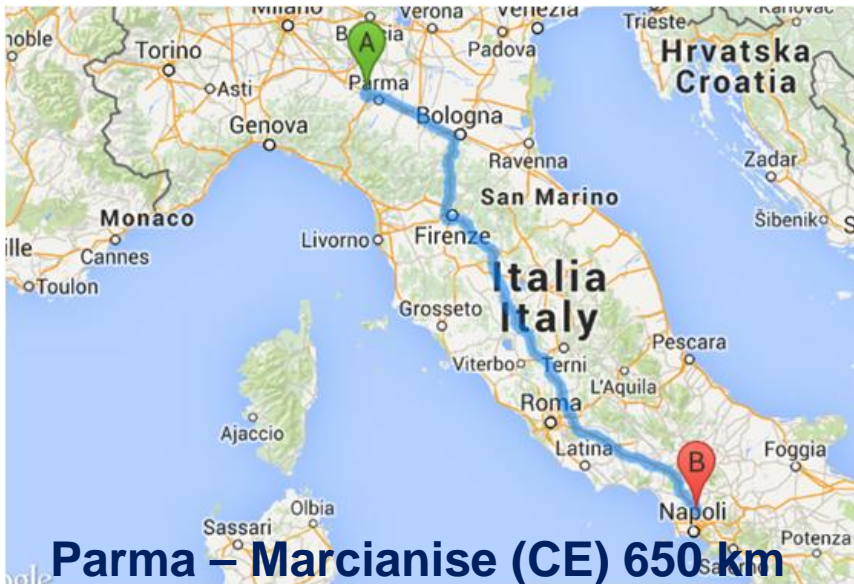 Milano
Verona
Venezia
Trieste
Torino
A
Padova
Hrvatska
Croatia
Asti
Parma
Genova
Bologna
Ravenna
Zadar
Monaco
San Marino
Šibenik
Cannes
Livorno
Firenze
Toulon
Italia
Italy
Grosseto
Pescara
Viterbo
Terni
L'Aquila
Roma
Ajaccio
Latina
B
Foggia
Napoli
Olbia
Sassari
Potenza
Parma – Marcianise (CE) 650 km